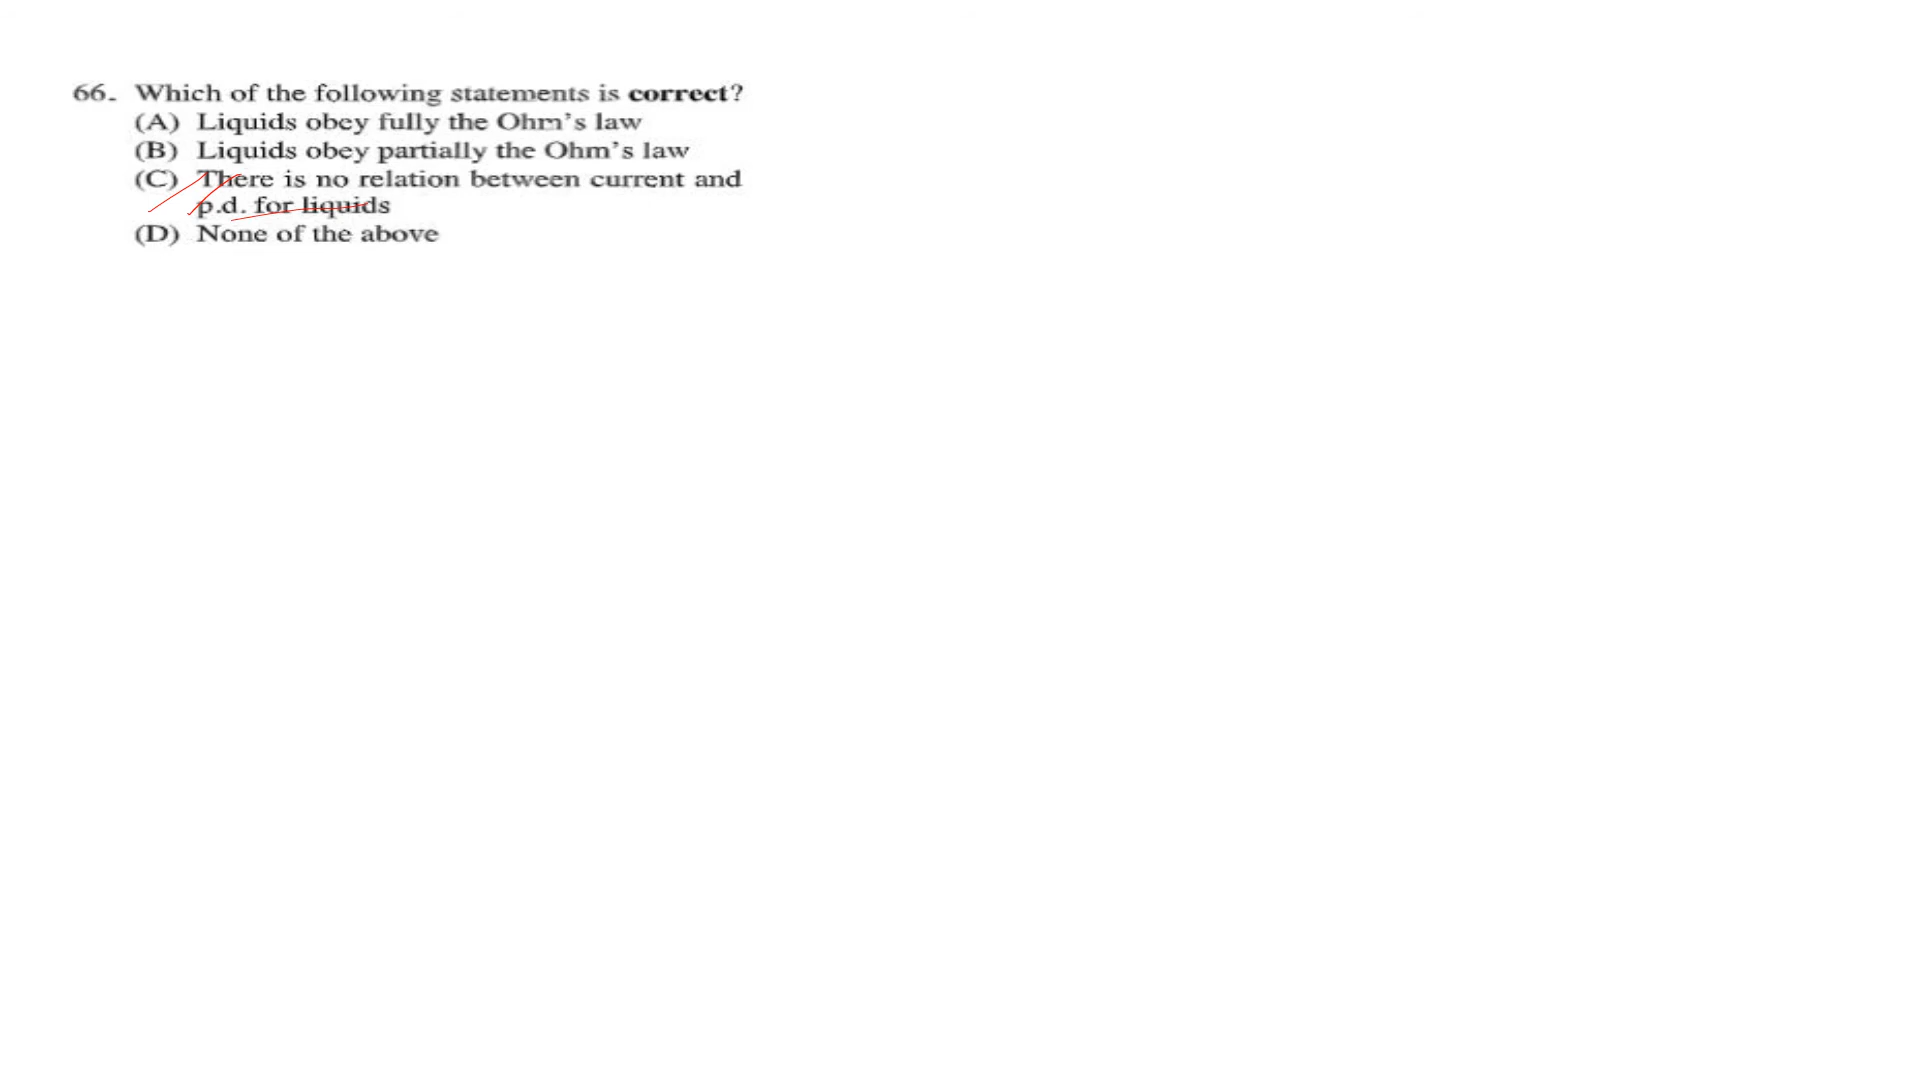 66. Which of the following statements is correct?
(A) Liquids obey fully the Ohm's law
(B) Liquids obey partially the Ohm's law
(C) There is no relation between current and
p.d. for liquids
(D) None of the above